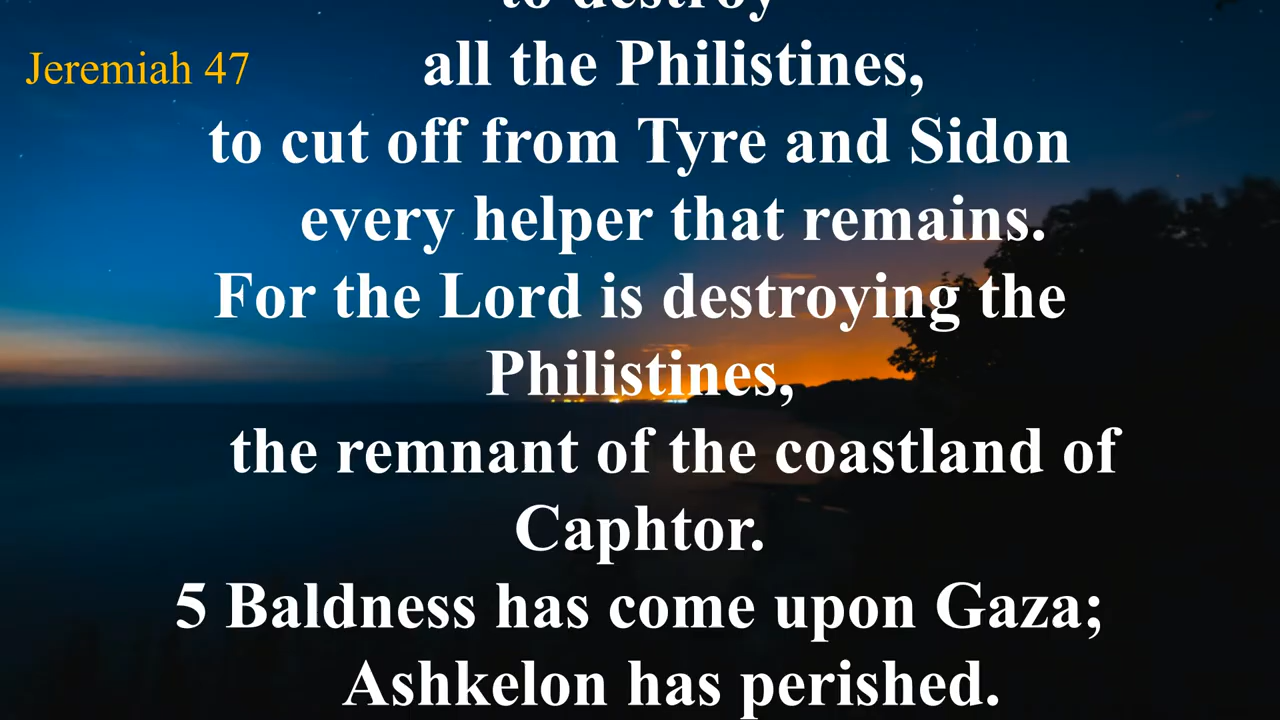 to destroy
Jeremiah 47
all the Philistines,
to cut off from Tyre and Sidon
every helper that remains.
For the Lord is destroying the
Philistines,
the remnant of the coastland of
Caphtor.
5 Baldness has come upon Gaza;
Ashkelon has perished.